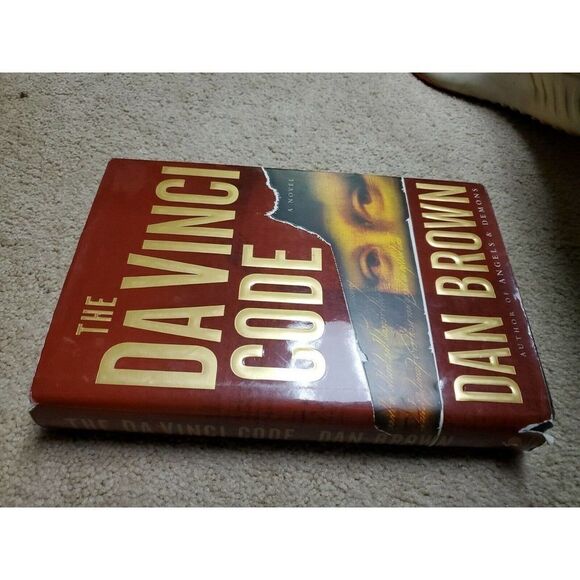 THE
DA VINCI
CODE
A NOVEL
DAN BROWN
AUTHOR OF ANGELS & DEMONS
THE DA VINCI CODE DAN BROWN